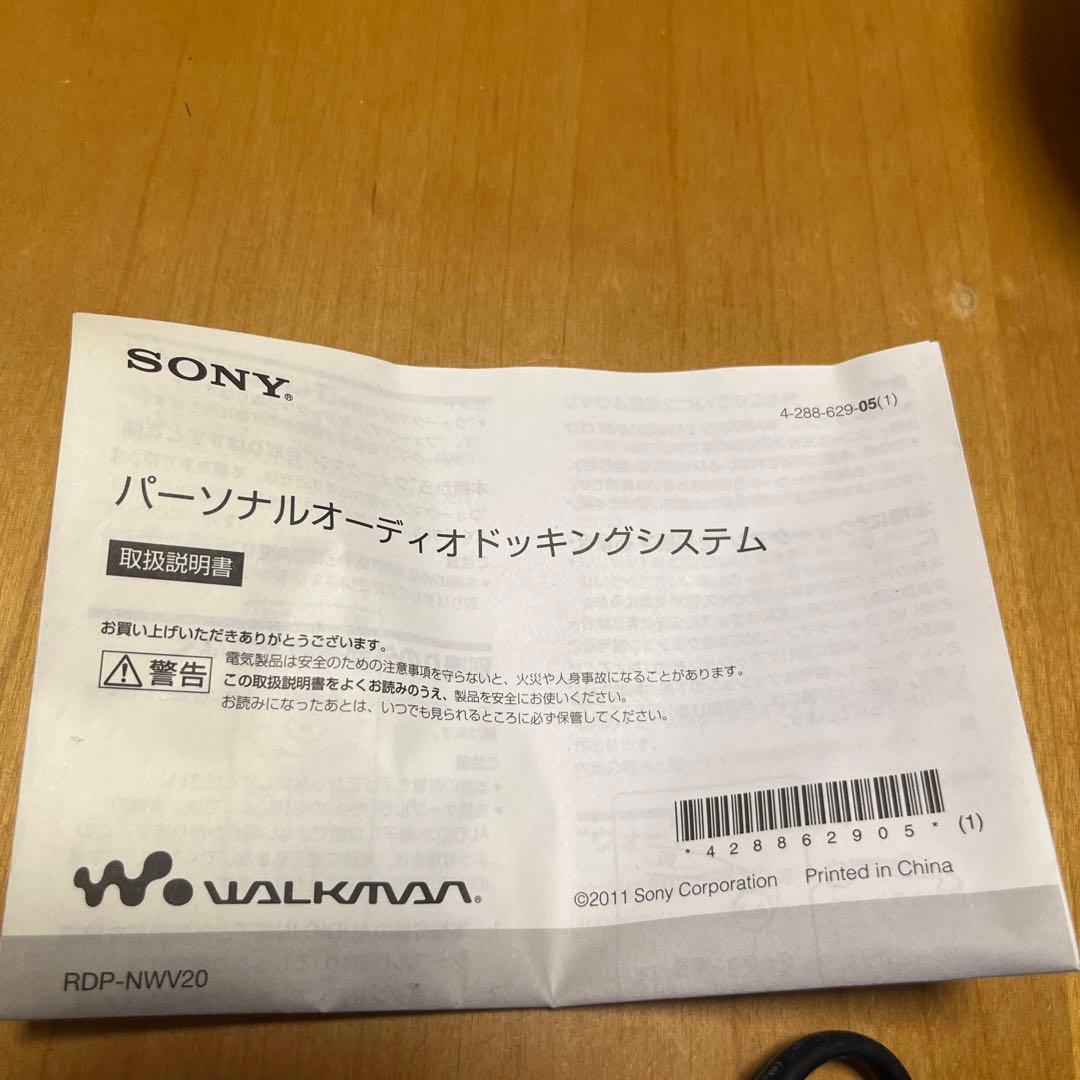 SONY®
4-288-629-05(1)
パーソナルオーディオドッキングシステム
取扱説明書
お買い上げいただきありがとうございます。
警告
電気製品は安全のための注意事項を守らないと、火災や人身事故になることがあります。
この取扱説明書をよくお読みのうえ、製品を安全にお使いください。
お読みになったあとは、いつでも見られるところに必ず保管してください。
*428862905* (1)
W. WALKMAN®
©2011 Sony Corporation Printed in China
RDP-NWV20